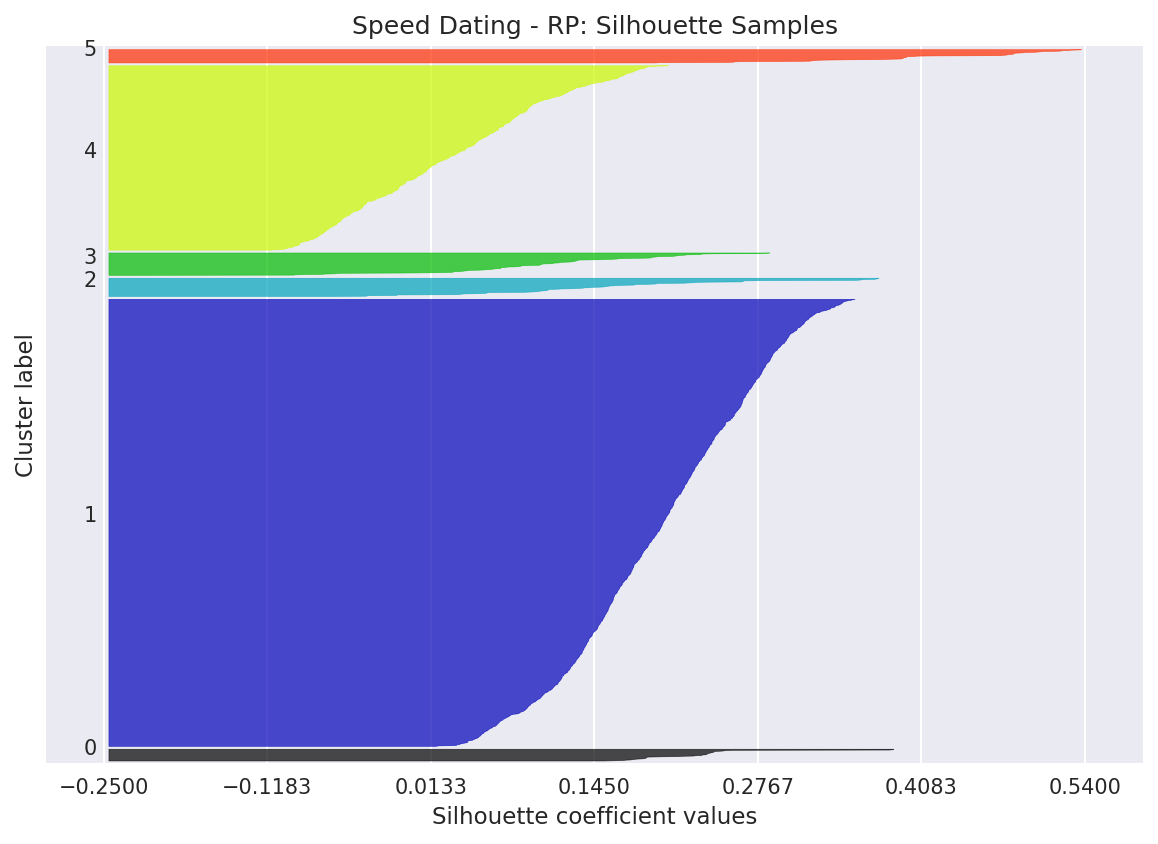 Speed Dating - RP: Silhouette Samples
5
4
3
2
1
0
Cluster label
−0.2500 −0.1183 0.0133 0.1450 0.2767 0.4083 0.5400
Silhouette coefficient values